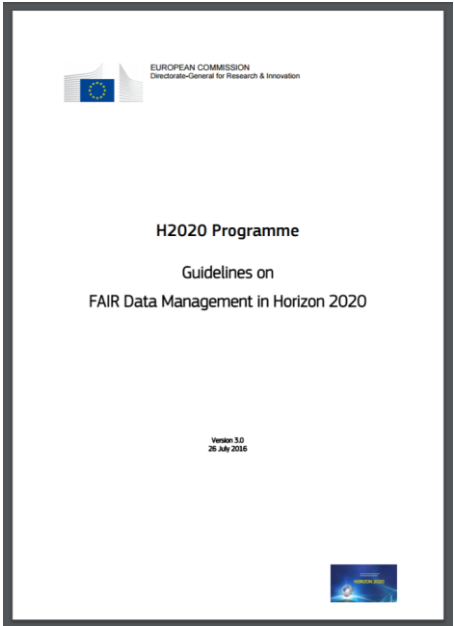 EUROPEAN COMMISSION
Directorate-General for Research & Innovation
H2020 Programme
Guidelines on
FAIR Data Management in Horizon 2020
Version 3.0
26 July 2016
HORIZON 2020